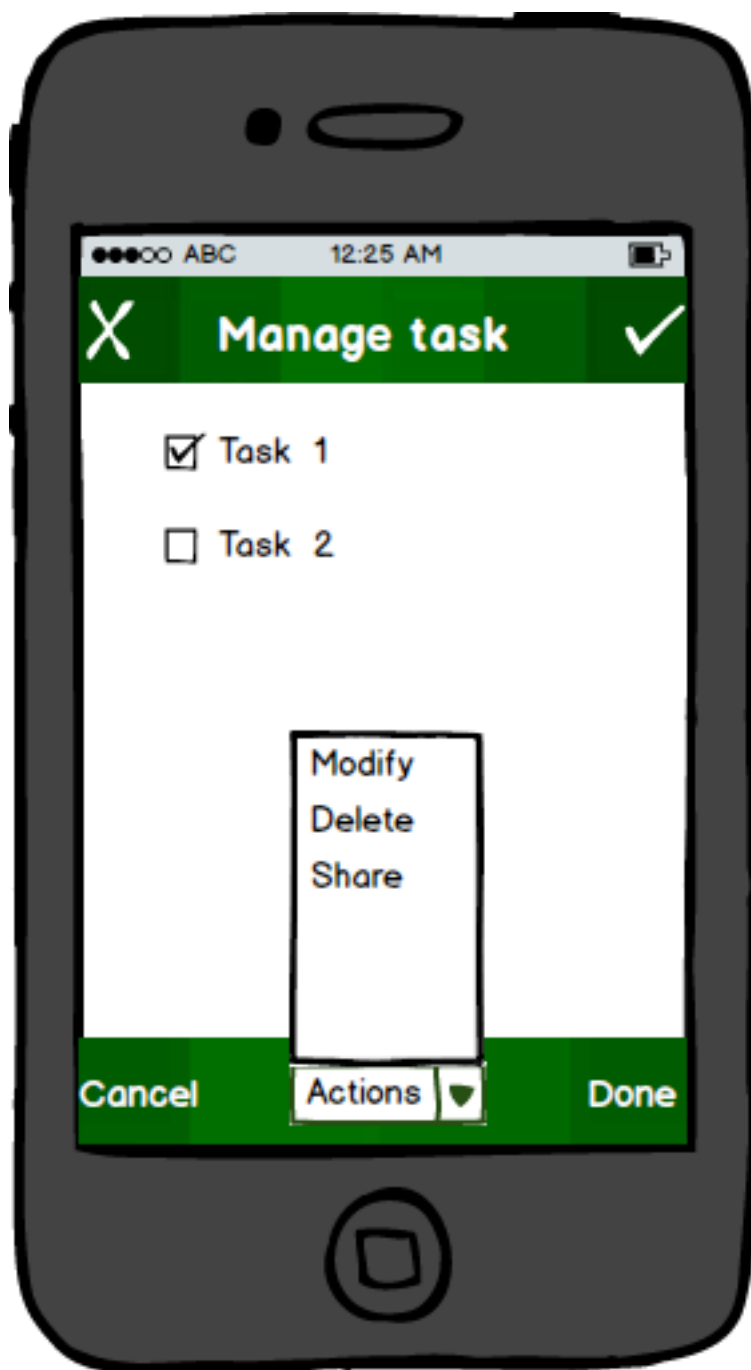 ABC 12:25 AM
Manage task
Task 1
Task 2
Modify
Delete
Share
Cancel Actions Done